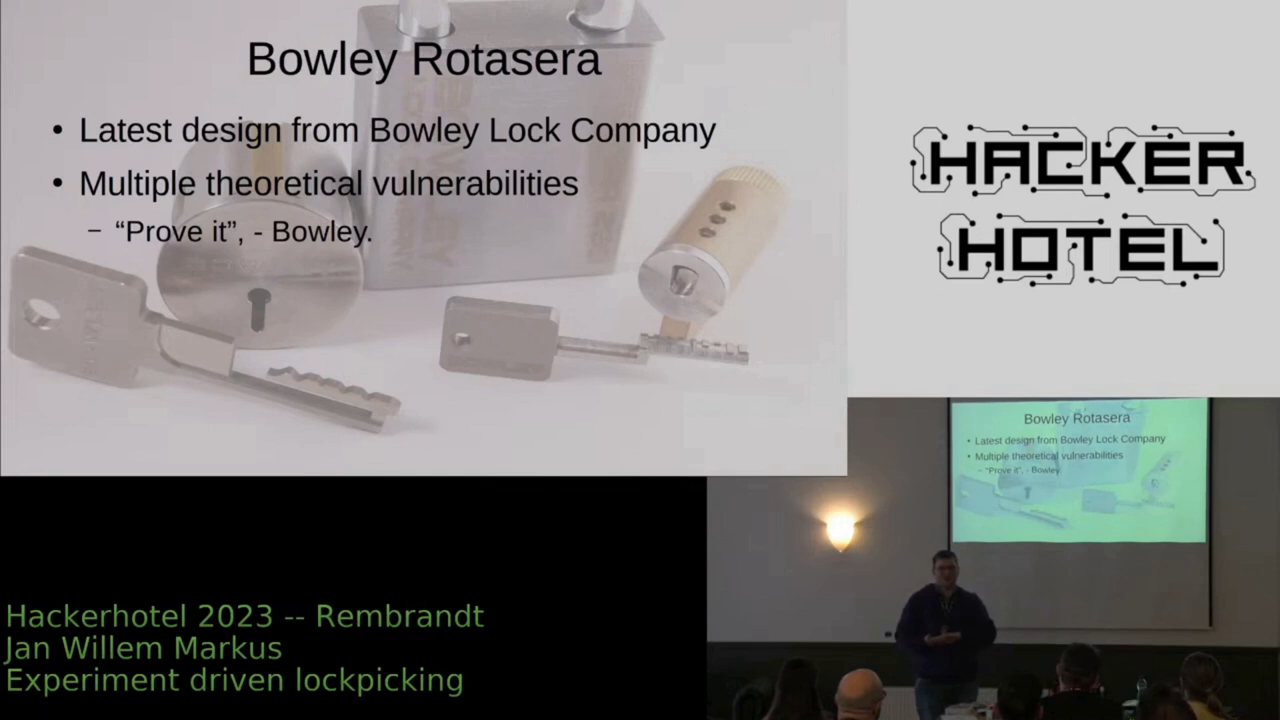 Bowley Rotasera
• Latest design from Bowley Lock Company
• Multiple theoretical vulnerabilities
– “Prove it”, - Bowley.
HACKER
HOTEL
Bowley Rotasera
• Latest design from Bowley Lock Company
• Multiple theoretical vulnerabilities
– “Prove it”, - Bowley.
Hackerhotel 2023 -- Rembrandt
Jan Willem Markus
Experiment driven lockpicking